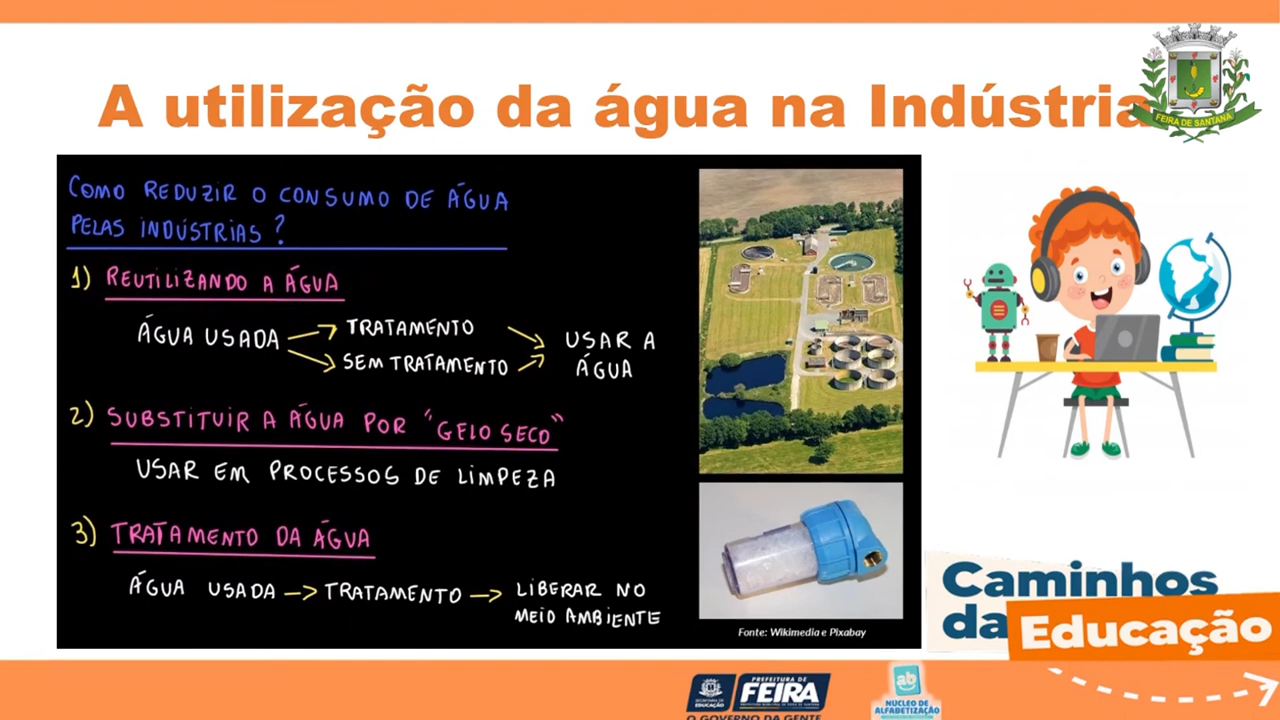 A utilização da água na Indústria
FEIRA DE SANTANA
COMO REDUZIR O CONSUMO DE ÁGUA
PELAS INDÚSTRIAS?
1) REUTILIZANDO A ÁGUA
ÁGUA USADA
TRATAMENTO
SEM TRATAMENTO
USAR A
ÁGUA
2) SUBSTITUIR A ÁGUA POR "GELO SECO"
USAR EM PROCESSOS DE LIMPEZA
3) TRATAMENTO DA ÁGUA
ÁGUA USADA → TRATAMENTO → LIBERAR NO
MEIO AMBIENTE
Fonte: Wikimedia e Pixabay
Caminhos
da Educação
SECRETARIA DE
EDUCAÇÃO
PREFEITURA DE
FEIRA
O GOVERNO DA GENTE
ab
NÚCLEO DE
ALFABETIZAÇÃO